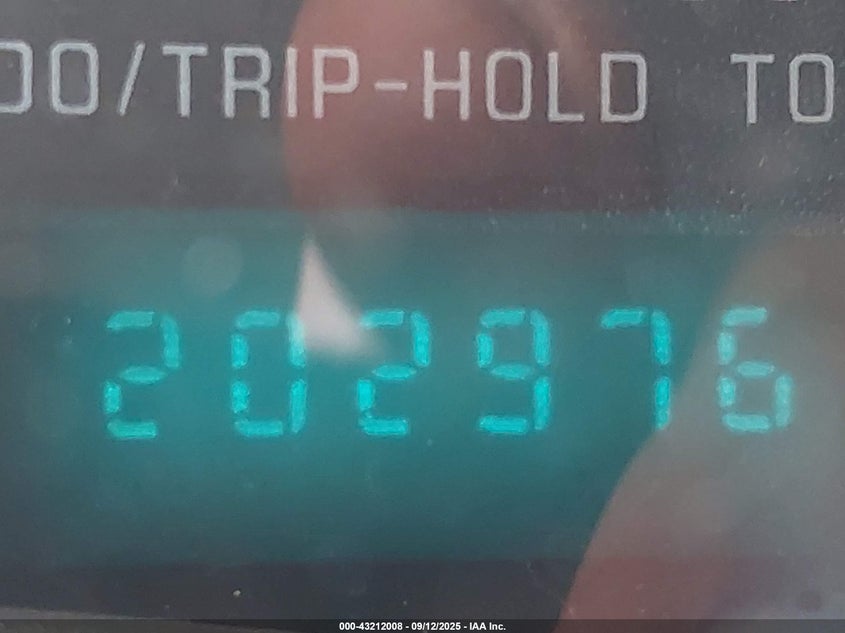 DO/TRIP-HOLD TO
202976
000-43212008 - 09/12/2025 - IAA Inc.